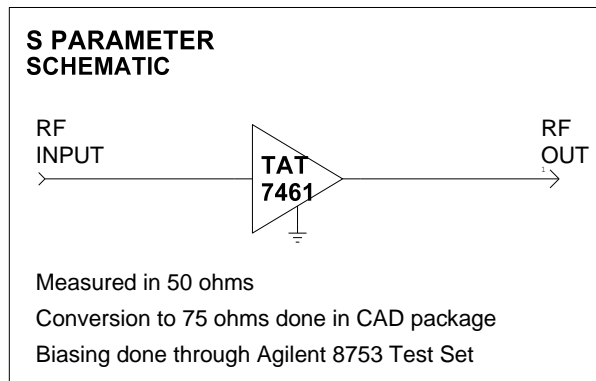 S PARAMETER
SCHEMATIC
RF
INPUT
TAT
7461
RF
OUT
1
Measured in 50 ohms
Conversion to 75 ohms done in CAD package
Biasing done through Agilent 8753 Test Set